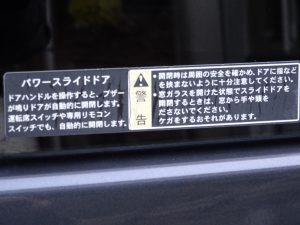 パワースライドドア
ドアハンドルを操作すると、ブザー
が鳴りドアが自動的に開閉します。
運転席スイッチや専用リモコン
スイッチでも、自動的に開閉します。
警告
・開閉時は周囲の安全を確かめ、ドアに指など
を挟まないように十分注意してください。
・窓ガラスを開けた状態でスライドドアを
開閉するときは、窓から手や頭を
ださないでください。
ケガをするおそれがあります。